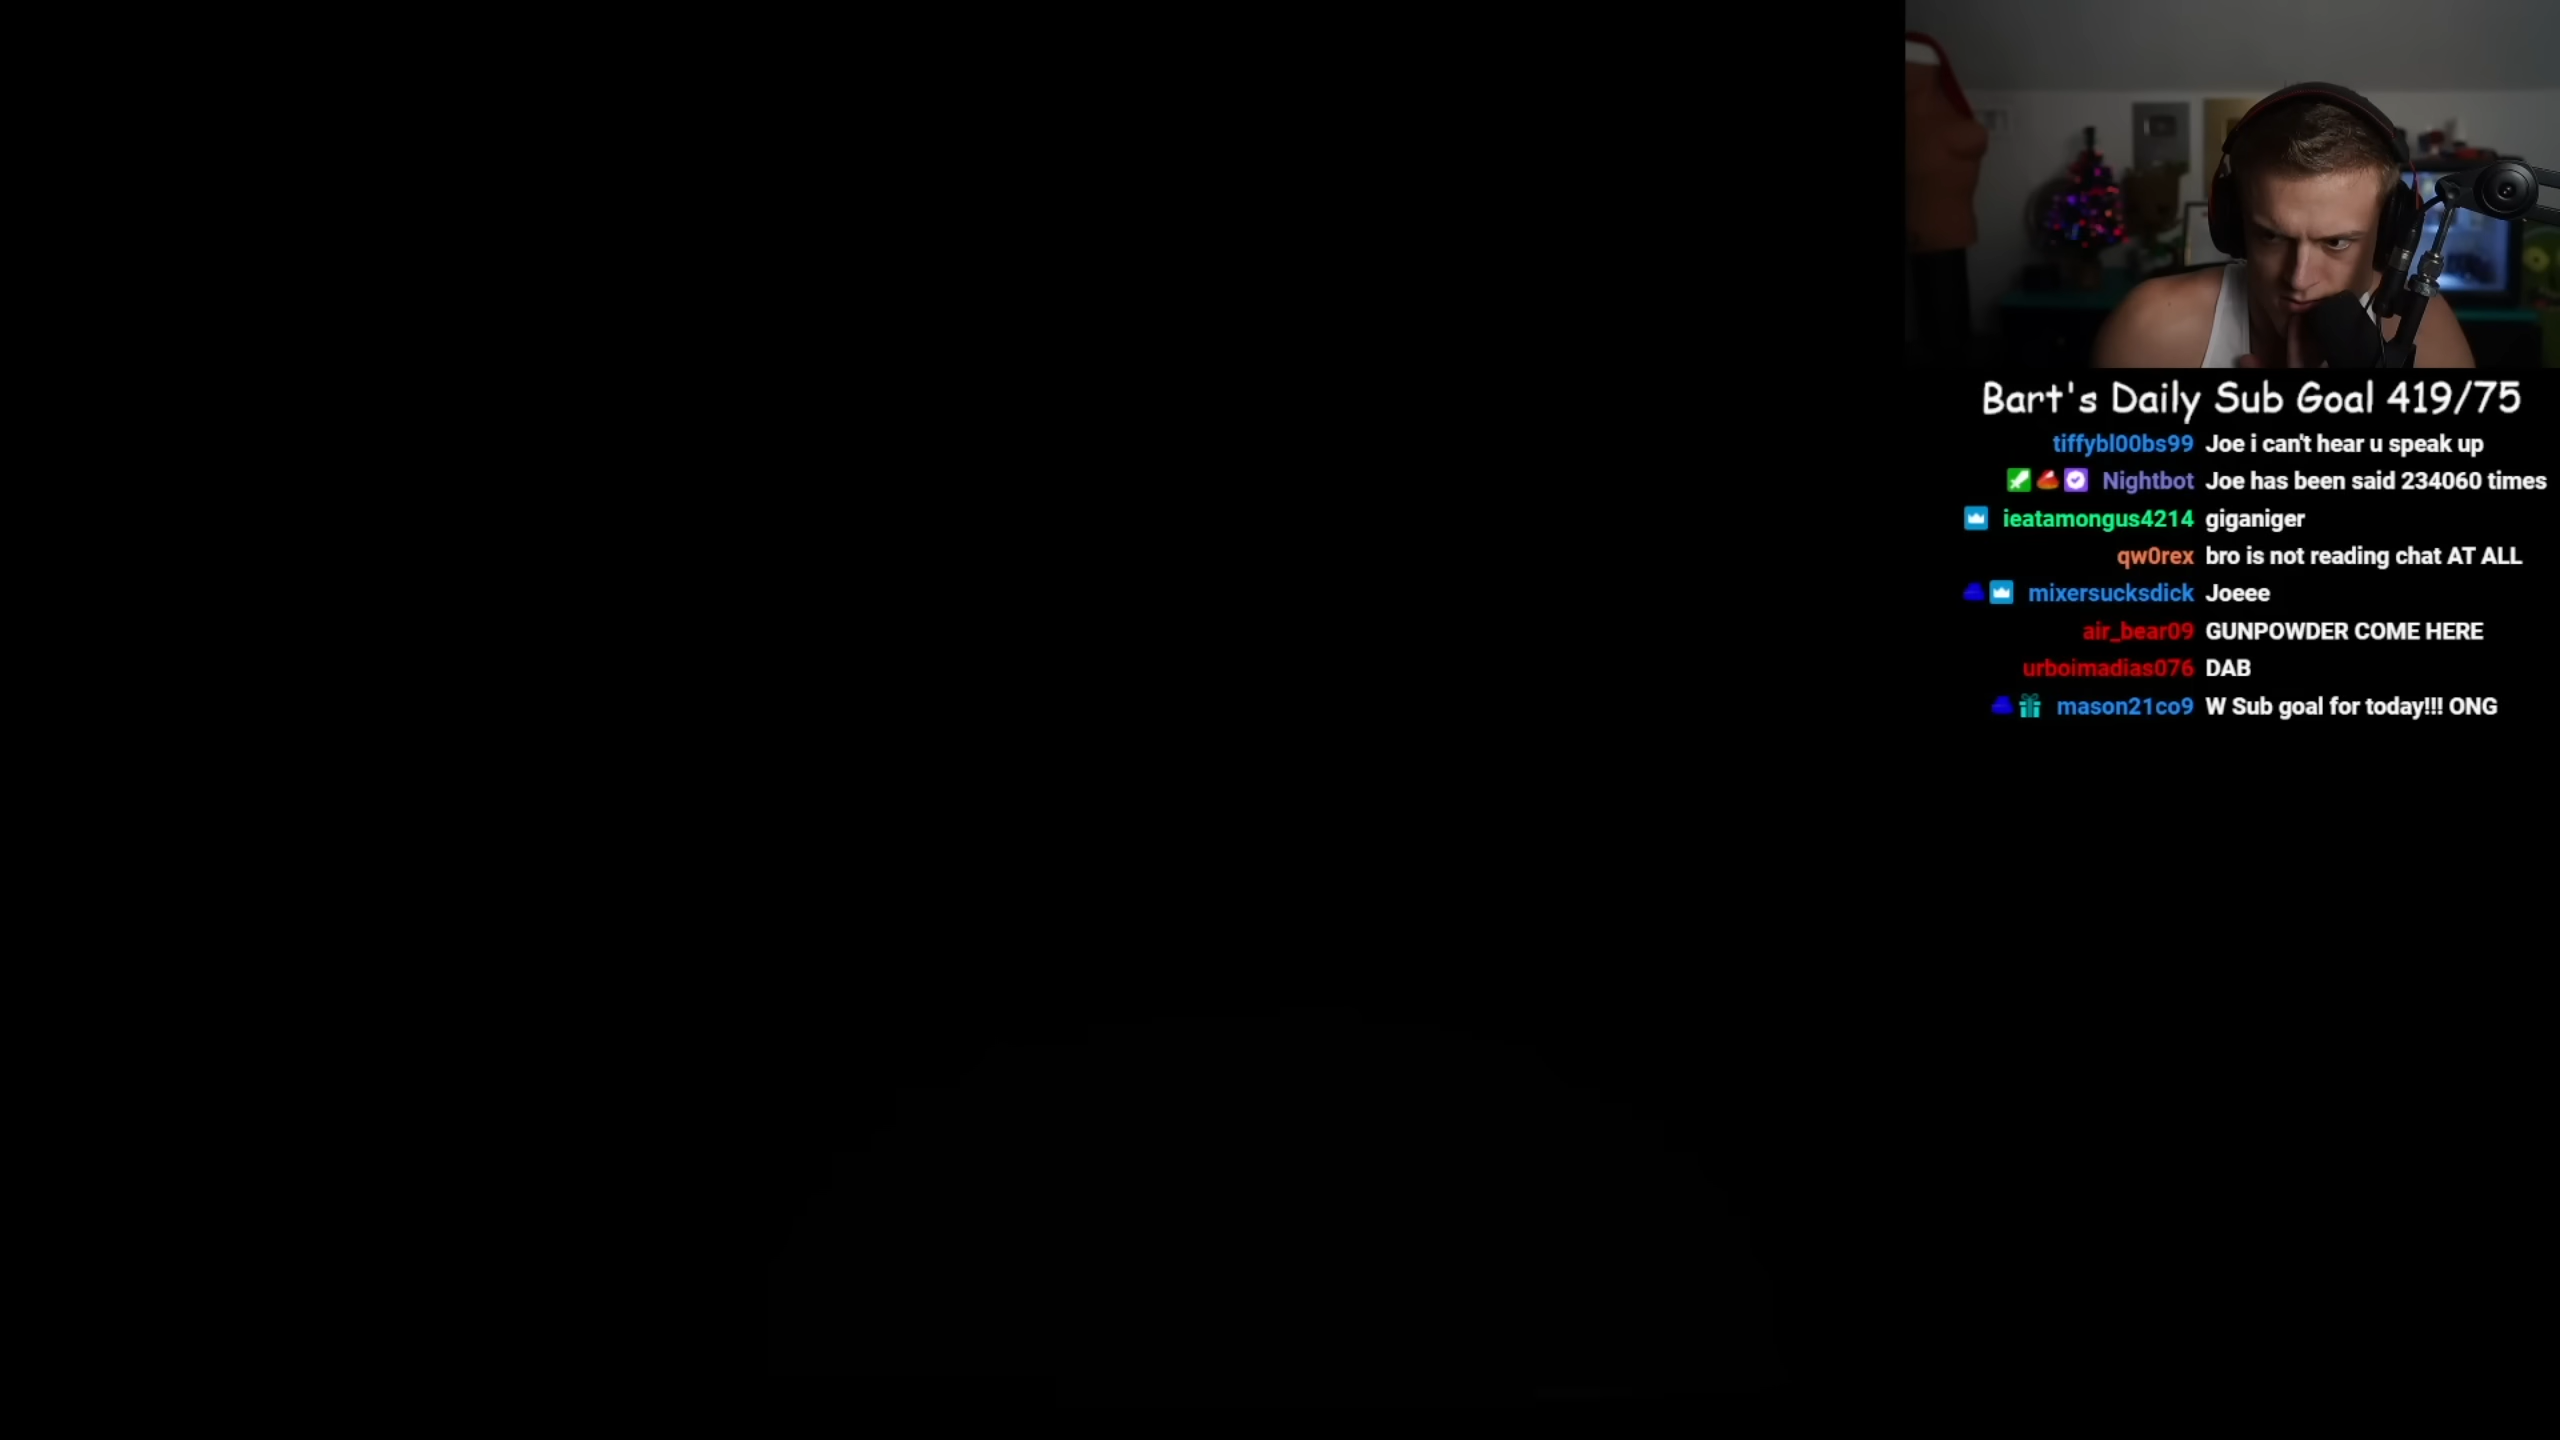 Bart's Daily Sub Goal 419/75
tiffybl00bs99 Joe i can't hear u speak up
Nightbot Joe has been said 234060 times
ieatamongus4214 giganiger
qw0rex bro is not reading chat AT ALL
mixersucksdick Joeee
air_bear09 GUNPOWDER COME HERE
urboimadias076 DAB
mason21co9 W Sub goal for today!!! ONG